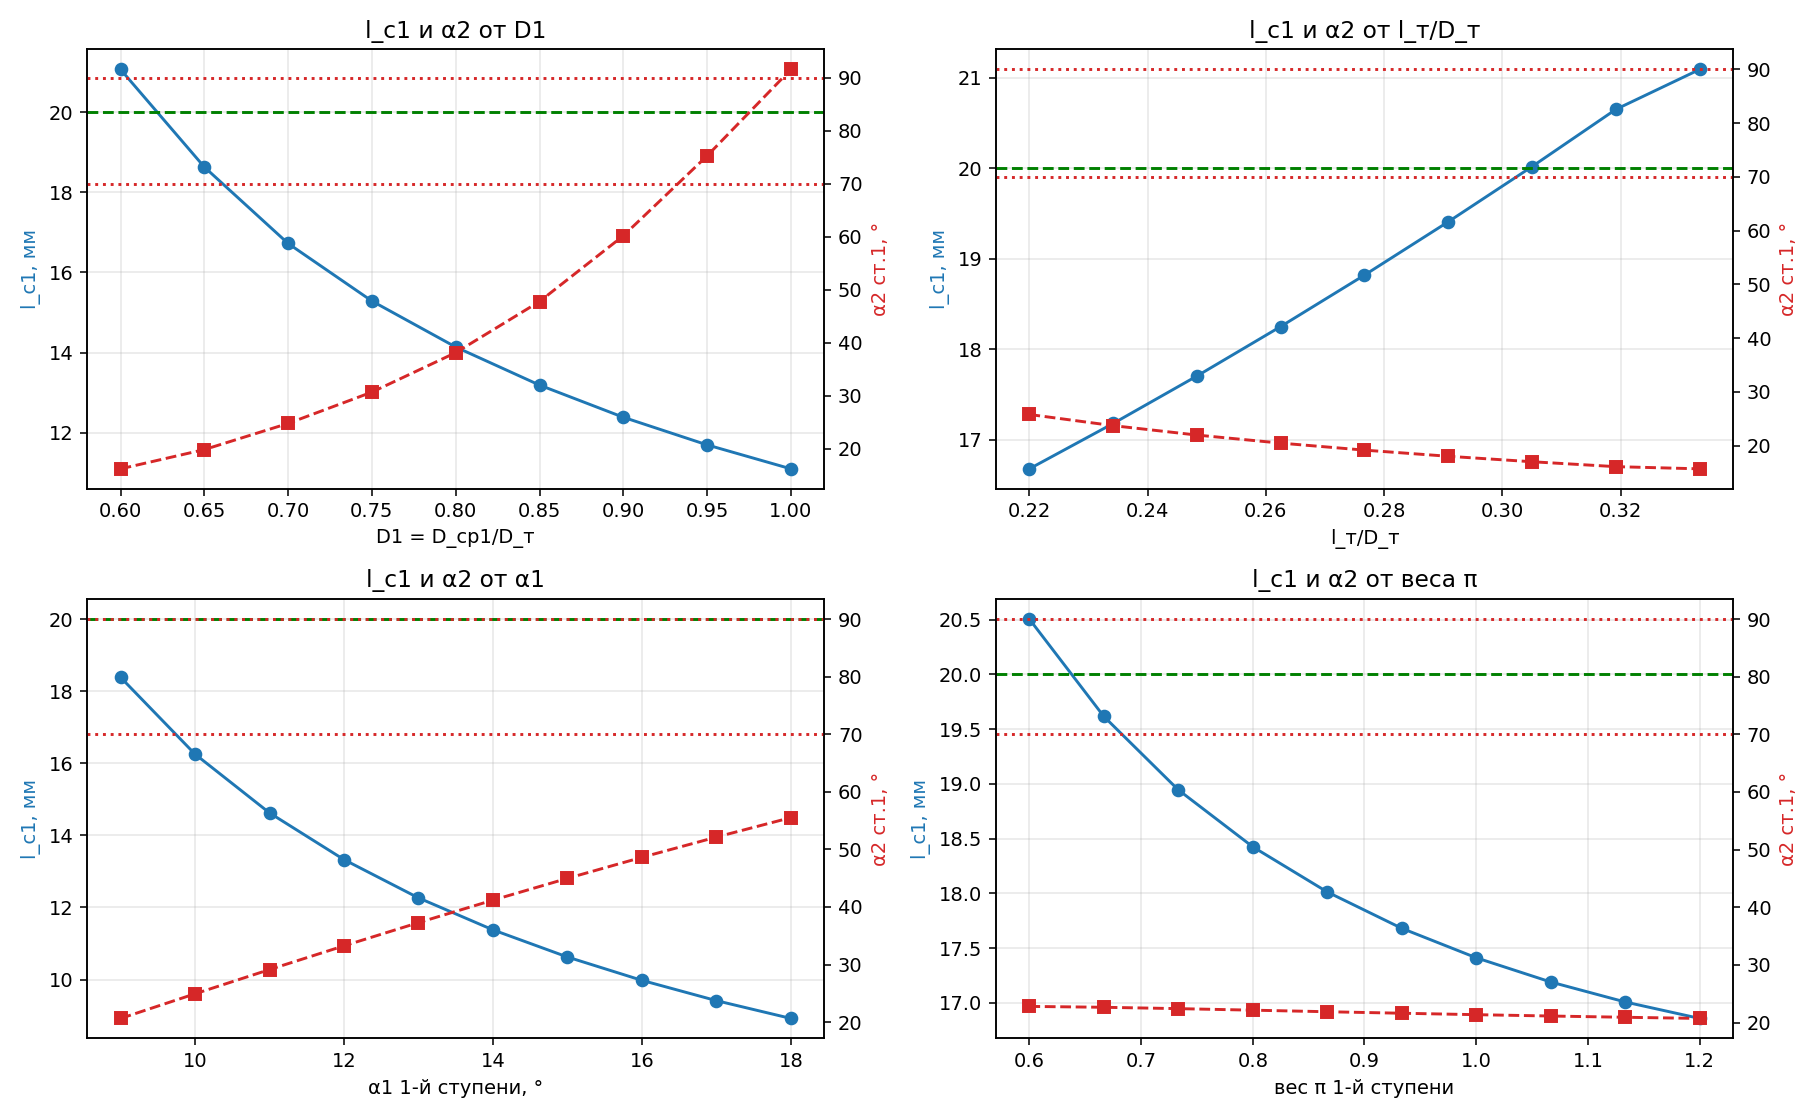 l_c1 и α2 от D1
20
18
16
14
12
90
80
70
60
50
40
30
20
l_c1, мм
α2 ст.1, °
0.60 0.65 0.70 0.75 0.80 0.85 0.90 0.95 1.00
D1 = D_ср1/D_т
l_c1 и α2 от l_т/D_т
21
20
19
18
17
90
80
70
60
50
40
30
20
l_c1, мм
α2 ст.1, °
0.22 0.24 0.26 0.28 0.30 0.32
l_т/D_т
l_c1 и α2 от α1
20
18
16
14
12
10
90
80
70
60
50
40
30
20
l_c1, мм
α2 ст.1, °
10 12 14 16 18
α1 1-й ступени, °
l_c1 и α2 от веса π
20.5
20.0
19.5
19.0
18.5
18.0
17.5
17.0
90
80
70
60
50
40
30
20
l_c1, мм
α2 ст.1, °
0.6 0.7 0.8 0.9 1.0 1.1 1.2
вес π 1-й ступени